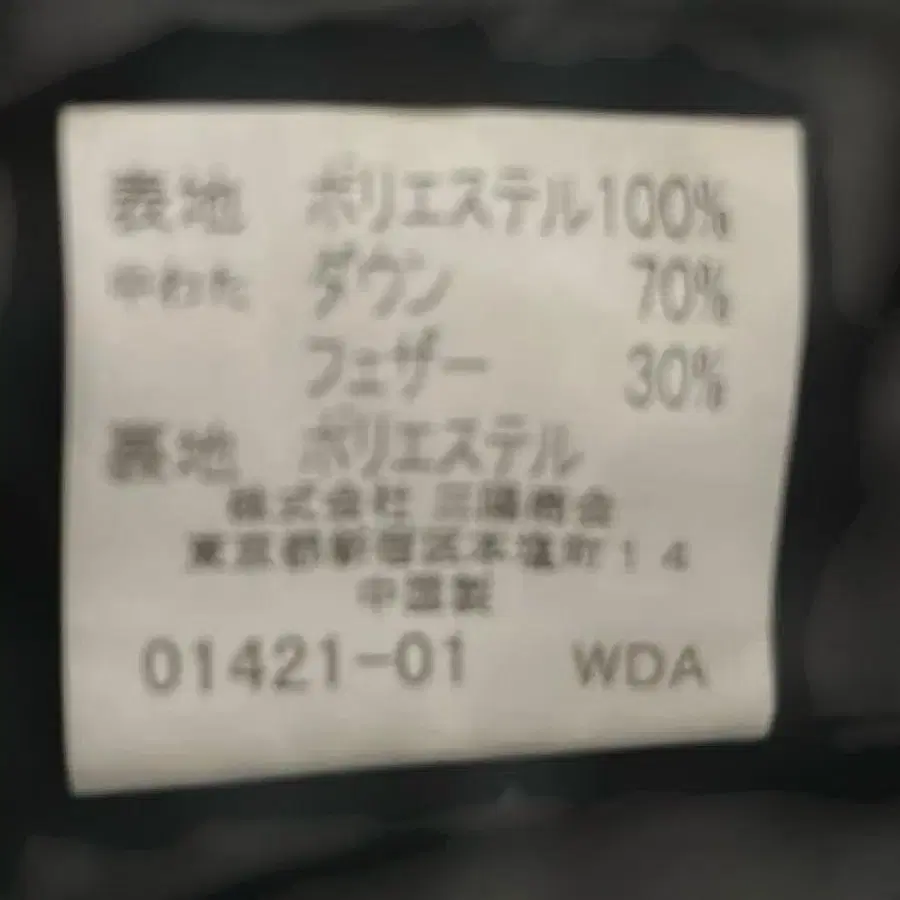 表地 ポリエステル100%
中わた ダウン 70%
フェザー 30%
裏地 ポリエステル
株式会社 三陽商会
東京都新宿区本塩町14
中国製
01421-01 WDA